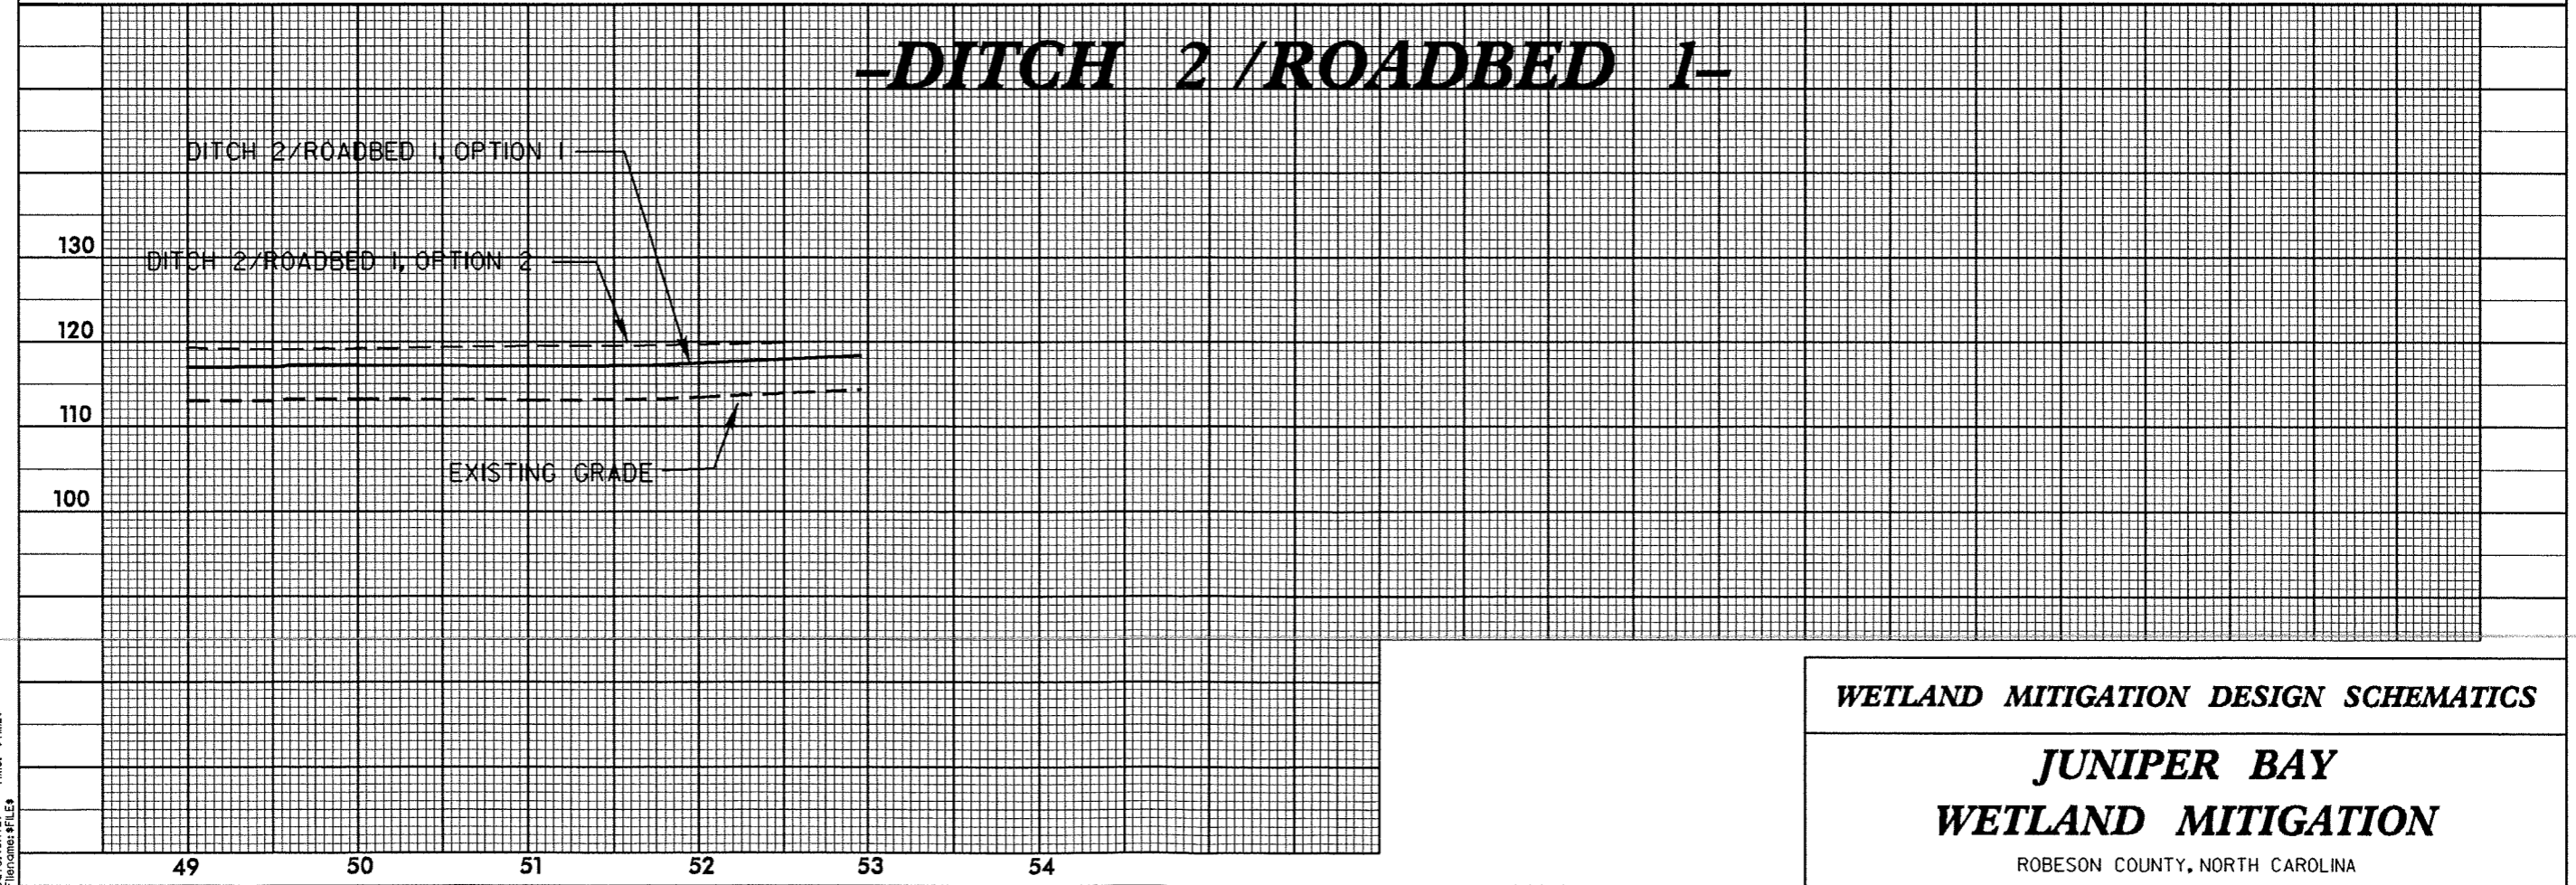 -DITCH 2 /ROADBED 1-
DITCH 2/ROADBED 1, OPTION 1
130
DITCH 2/ROADBED 1, OPTION 2
120
110
EXISTING GRADE
100
WETLAND MITIGATION DESIGN SCHEMATICS
JUNIPER BAY
WETLAND MITIGATION
ROBESON COUNTY, NORTH CAROLINA
49 50 51 52 53 54
Filename: $FILE$